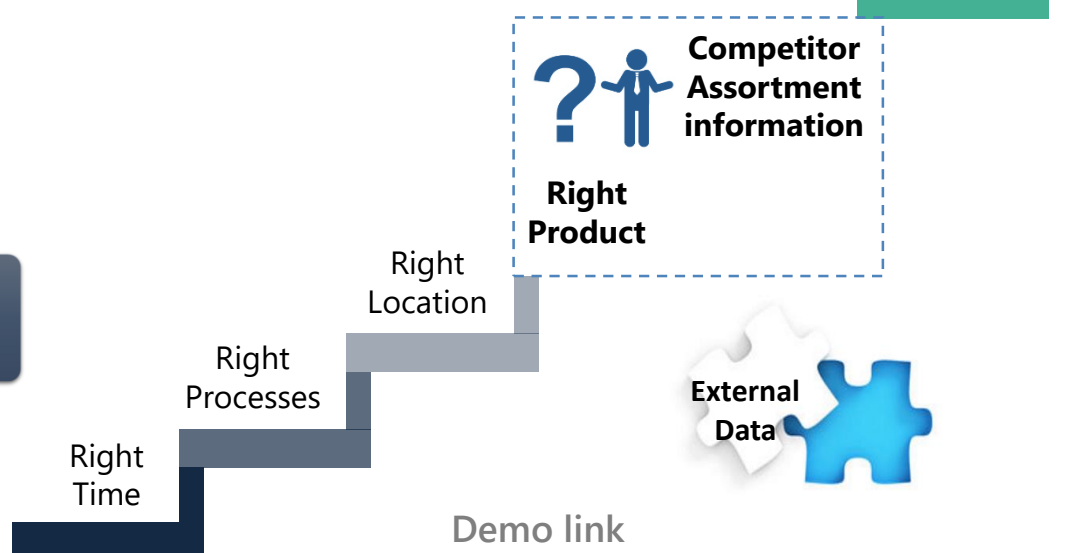 Competitor
Assortment
information
?
Right
Product
Right
Location
Right
Processes
Right
Time
External
Data
Demo link